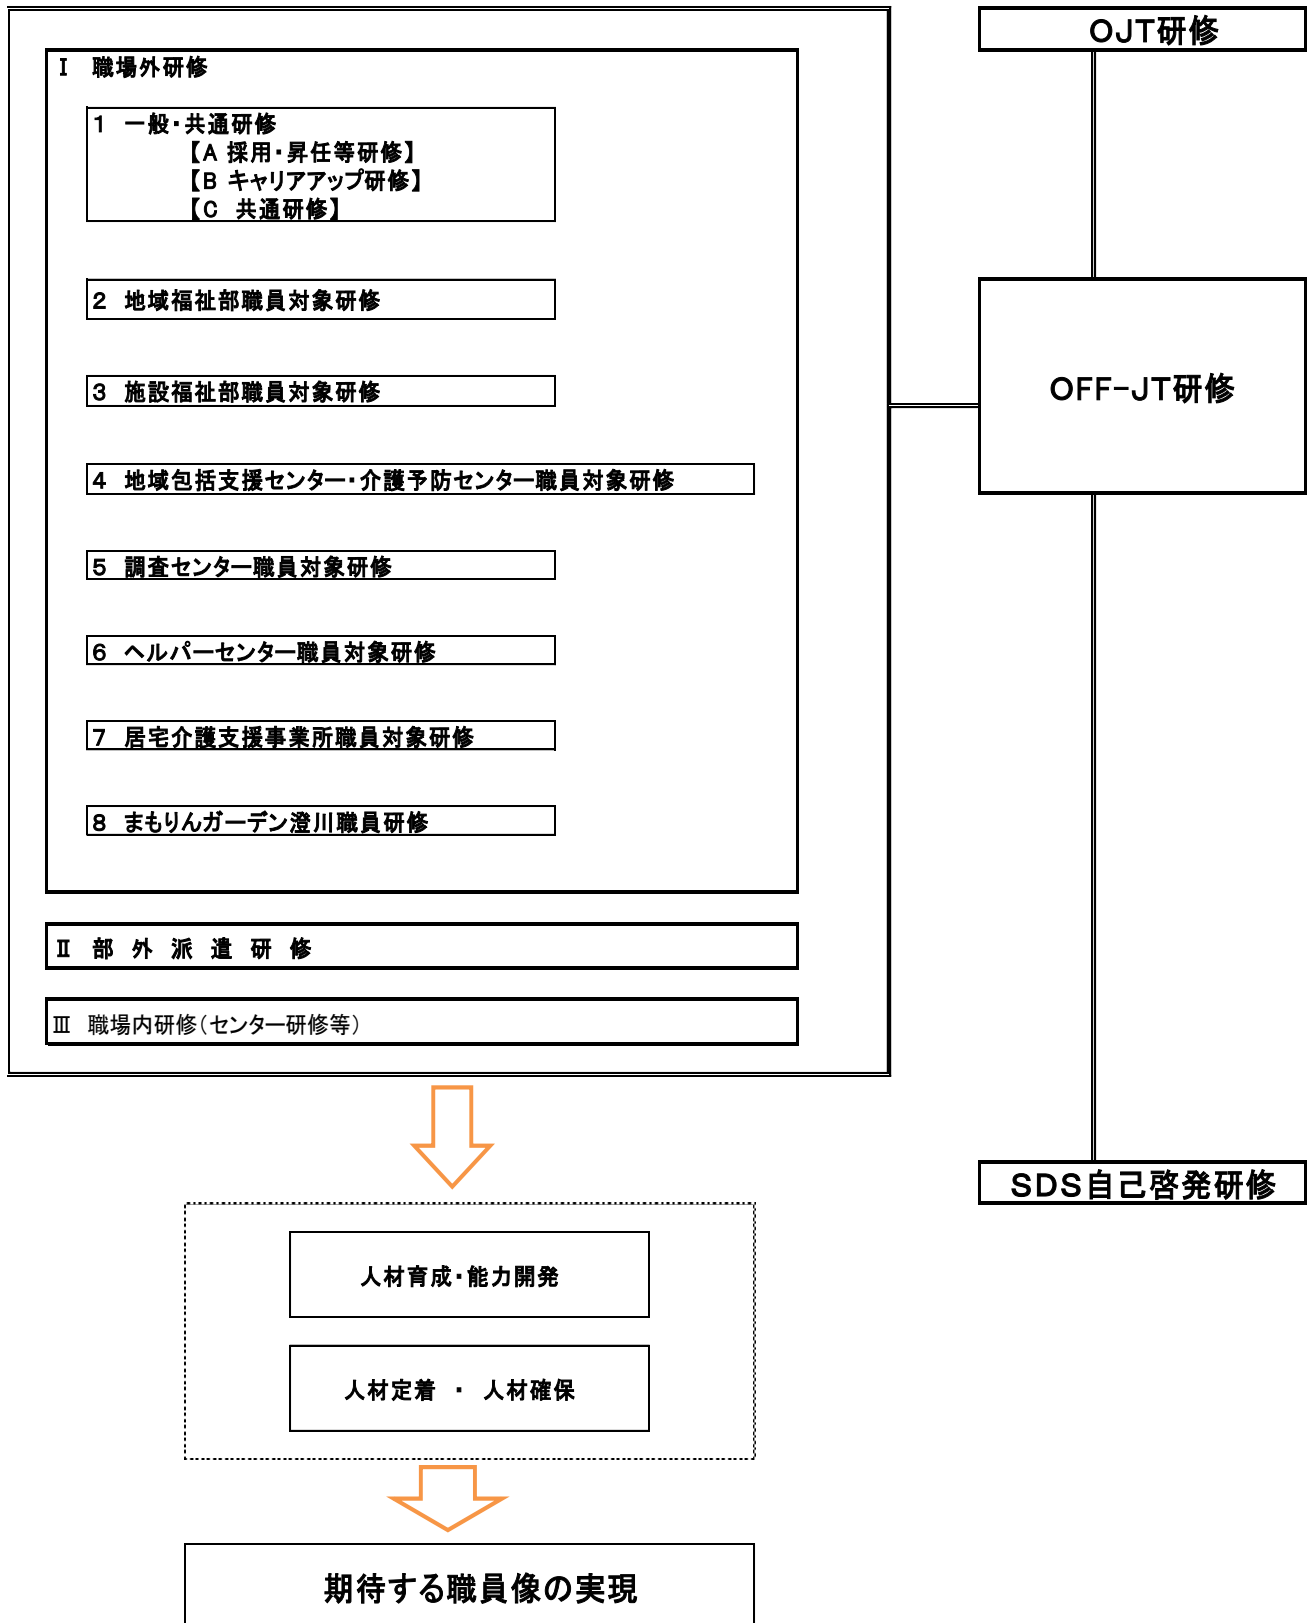 Ⅰ 職場外研修
1 一般・共通研修
【A 採用・昇任等研修】
【B キャリアアップ研修】
【C 共通研修】
2 地域福祉部職員対象研修
3 施設福祉部職員対象研修
4 地域包括支援センター・介護予防センター職員対象研修
5 調査センター職員対象研修
6 ヘルパーセンター職員対象研修
7 居宅介護支援事業所職員対象研修
8 まもりんガーデン澄川職員研修
Ⅱ 部 外 派 遣 研 修
Ⅲ 職場内研修（センター研修等）
OJT研修
OFF-JT研修
SDS自己啓発研修
人材育成・能力開発
人材定着 ・ 人材確保
期待する職員像の実現